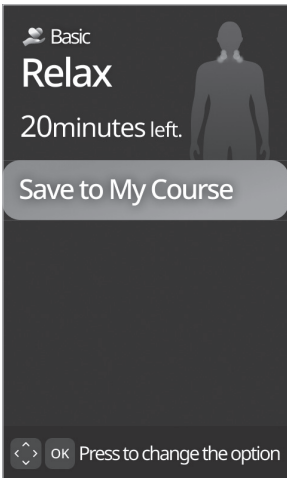 Basic
Relax
20minutes left.
Save to My Course
OK Press to change the option